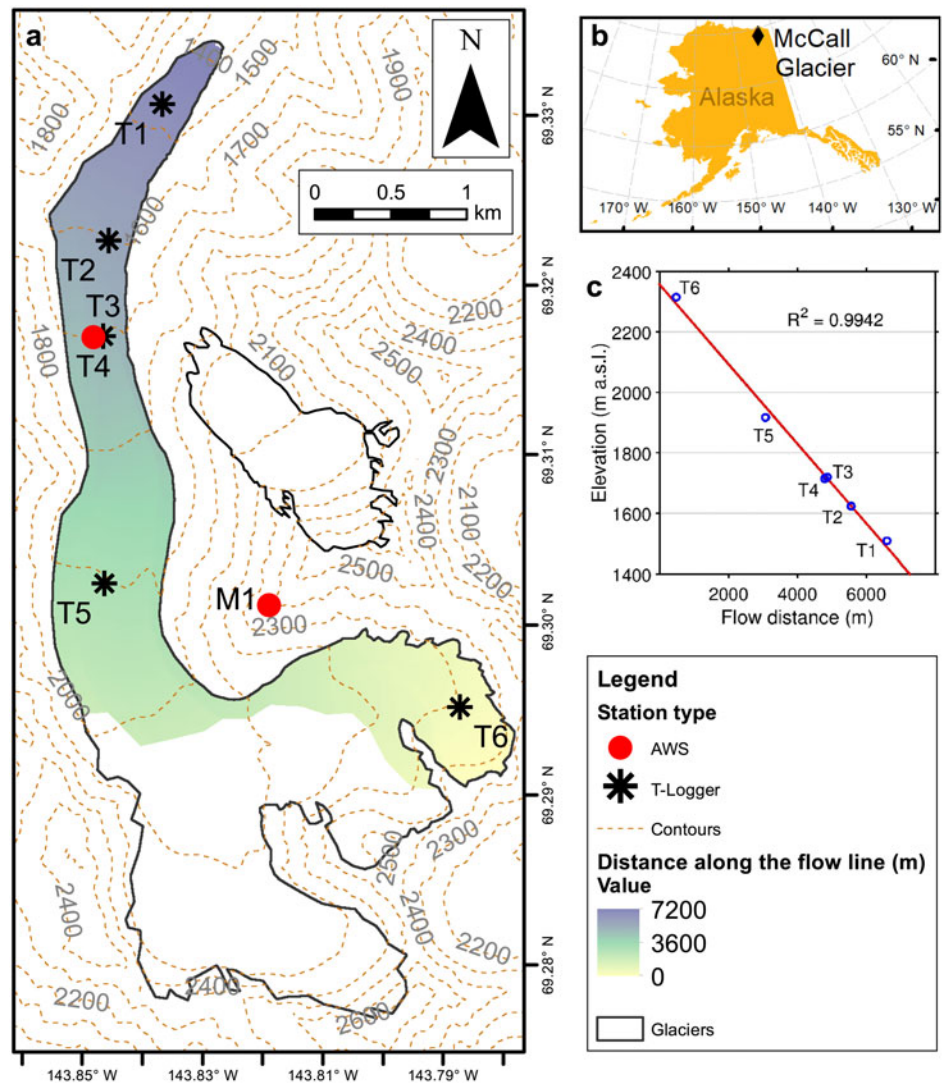 a
N
0 0.5 1
km
1400
1500
1900
1800
1700
T1
1600
T2
T3
T4
1800
2100
2200
2400
2500
2300
2400
2100
2200
2500
T5
M1
2300
2000
T6
2300
2500
2400
2400
2200
2200
2400
2600
69.33° N
69.32° N
69.31° N
69.30° N
69.29° N
69.28° N
143.85° W 143.83° W 143.81° W 143.79° W
b
McCall
Glacier
Alaska
60° N
55° N
170° W 160° W 150° W 140° W 130° W
c
R² = 0.9942
Elevation (m a.s.l.)
2400
2200
2000
1800
1600
1400
T6
T5
T3
T4
T2
T1
2000 4000 6000
Flow distance (m)
Legend
Station type
AWS
T-Logger
Contours
Distance along the flow line (m)
Value
7200
3600
0
Glaciers